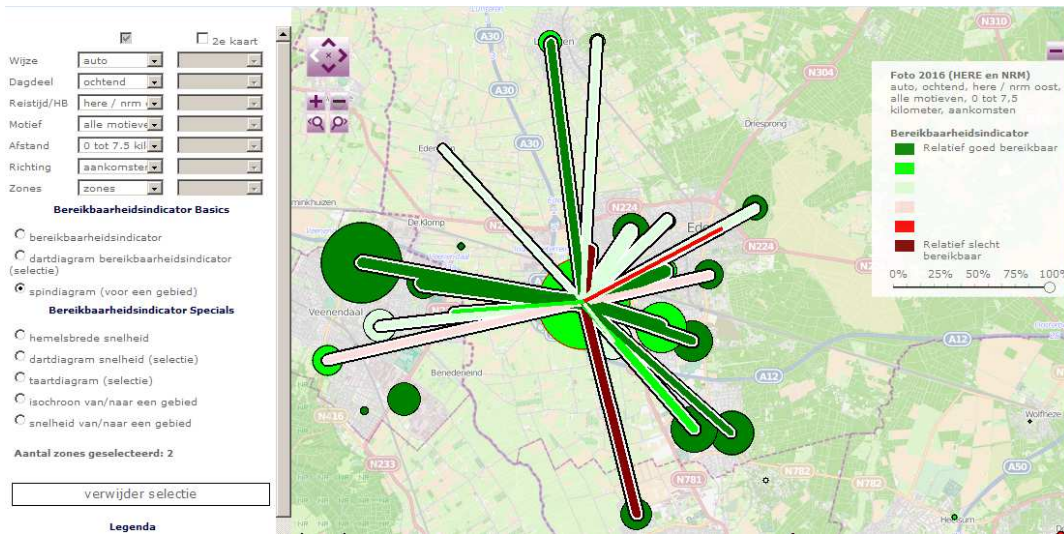 2e kaart
Wijze auto
Dagdeel ochtend
Reistijd/HB here / nrm
Motief alle motieve
Afstand 0 tot 7.5 kil
Richting aankomster
Zones zones
Bereikbaarheidsindicator Basics
bereikbaarheidsindicator
dartdiagram bereikbaarheidsindicator
(selectie)
spindiagram (voor een gebied)
Bereikbaarheidsindicator Specials
hemelsbrede snelheid
dartdiagram snelheid (selectie)
taartdiagram (selectie)
isochroon van/naar een gebied
snelheid van/naar een gebied
Aantal zones geselecteerd: 2
verwijder selectie
Legenda
Foto 2016 (HERE en NRM)
auto, ochtend, here / nrm oost,
alle motieven, 0 tot 7,5
kilometer, aankomsten
Bereikbaarheidsindicator
Relatief goed bereikbaar
Relatief slecht
bereikbaar
0% 25% 50% 75% 100%
N310
A30
N304
A30
Driesprong
Ede
N224
De Klomp
Ede
N224
Veenendaal
A12
Benedeneind
A12
N416
Wolfheze
N233
N781
N782
N782
A50